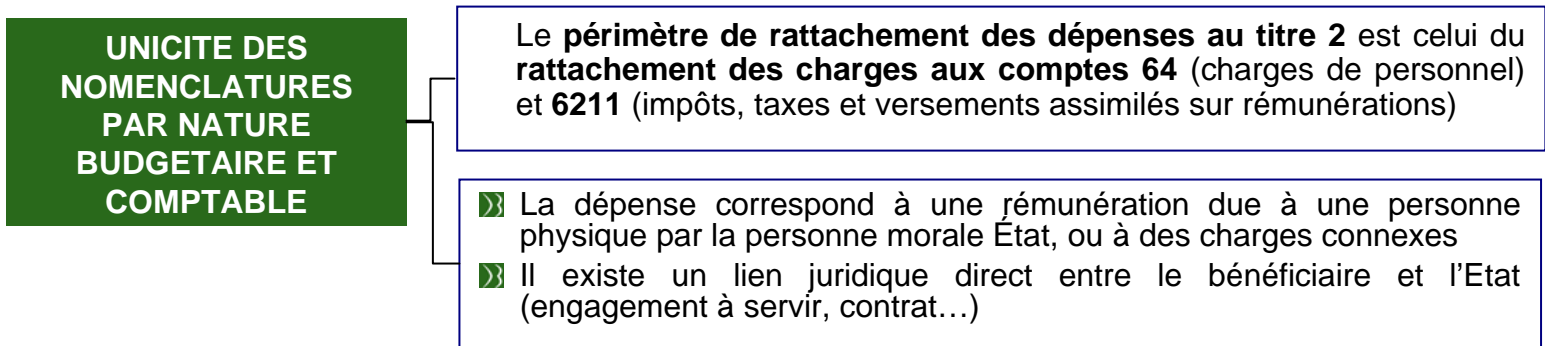 UNICITE DES
NOMENCLATURES
PAR NATURE
BUDGETAIRE ET
COMPTABLE
Le périmètre de rattachement des dépenses au titre 2 est celui du
rattachement des charges aux comptes 64 (charges de personnel)
et 6211 (impôts, taxes et versements assimilés sur rémunérations)
La dépense correspond à une rémunération due à une personne
physique par la personne morale État, ou à des charges connexes
Il existe un lien juridique direct entre le bénéficiaire et l’Etat
(engagement à servir, contrat…)